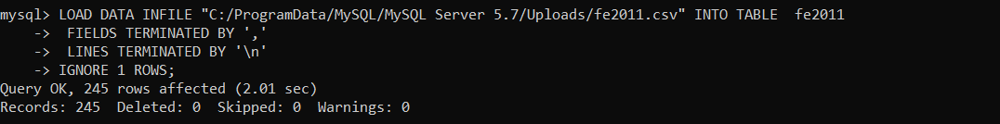 mysql> LOAD DATA INFILE "C:/ProgramData/MySQL/MySQL Server 5.7/Uploads/fe2011.csv" INTO TABLE  fe2011
    ->  FIELDS TERMINATED BY ','
    ->  LINES TERMINATED BY '\n'
    -> IGNORE 1 ROWS;
Query OK, 245 rows affected (2.01 sec)
Records: 245  Deleted: 0  Skipped: 0  Warnings: 0